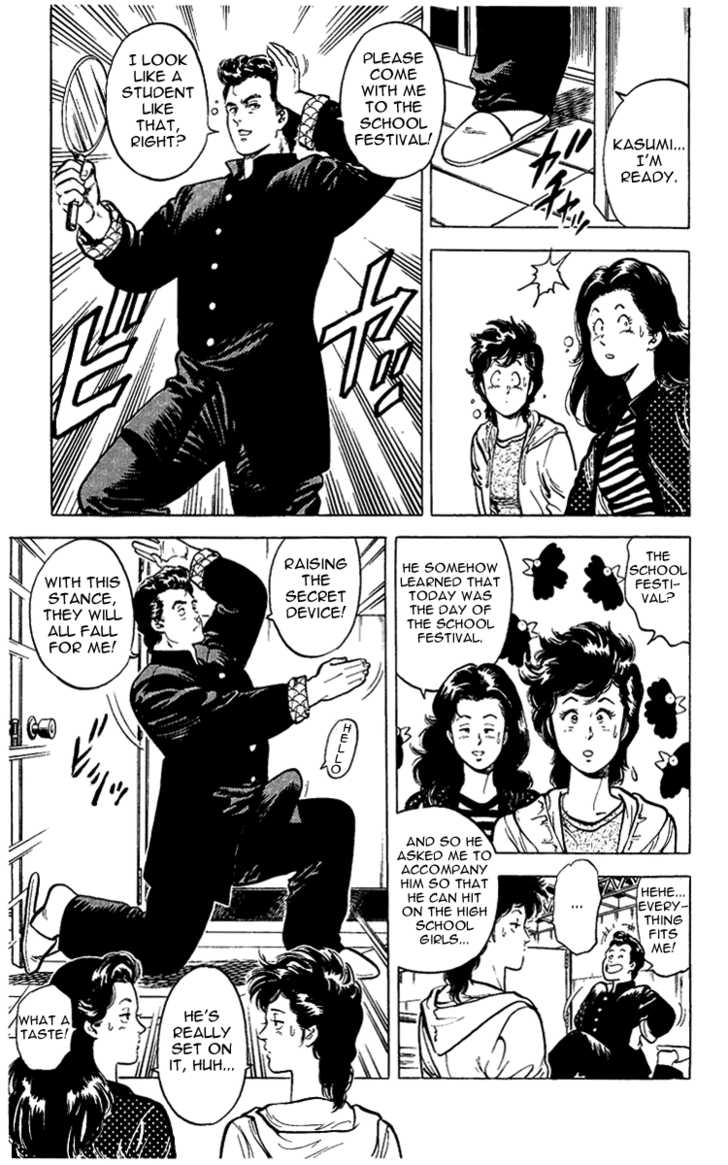 KASUMI...
I'M
READY.
ガチャッ
PLEASE
COME
WITH ME
TO THE
SCHOOL
FESTIVAL!
I LOOK
LIKE A
STUDENT
LIKE
THAT,
RIGHT?
THE
SCHOOL
FESTI-
VAL?
HE SOMEHOW
LEARNED THAT
TODAY WAS
THE DAY OF
THE SCHOOL
FESTIVAL.
AND SO HE
ASKED ME TO
ACCOMPANY
HIM SO THAT
HE CAN HIT
ON THE HIGH
SCHOOL
GIRLS...
HEHE...
EVERY-
THING
FITS
ME!
...
RAISING
THE
SECRET
DEVICE!
WITH THIS
STANCE,
THEY WILL
ALL FALL
FOR ME!
HELLO
HE'S
REALLY
SET ON
IT, HUH...
WHAT A
TASTE!